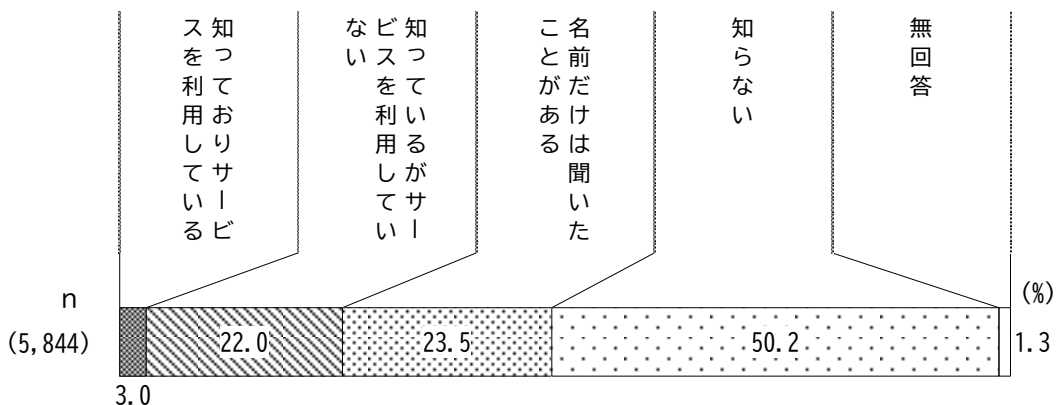 知っておりサービ
スを利用している
知っているがサー
ビスを利用してい
ない
名前だけは聞いた
ことがある
知らない
無回答
n
(%)
(5,844)
22.0
23.5
50.2
1.3
3.0